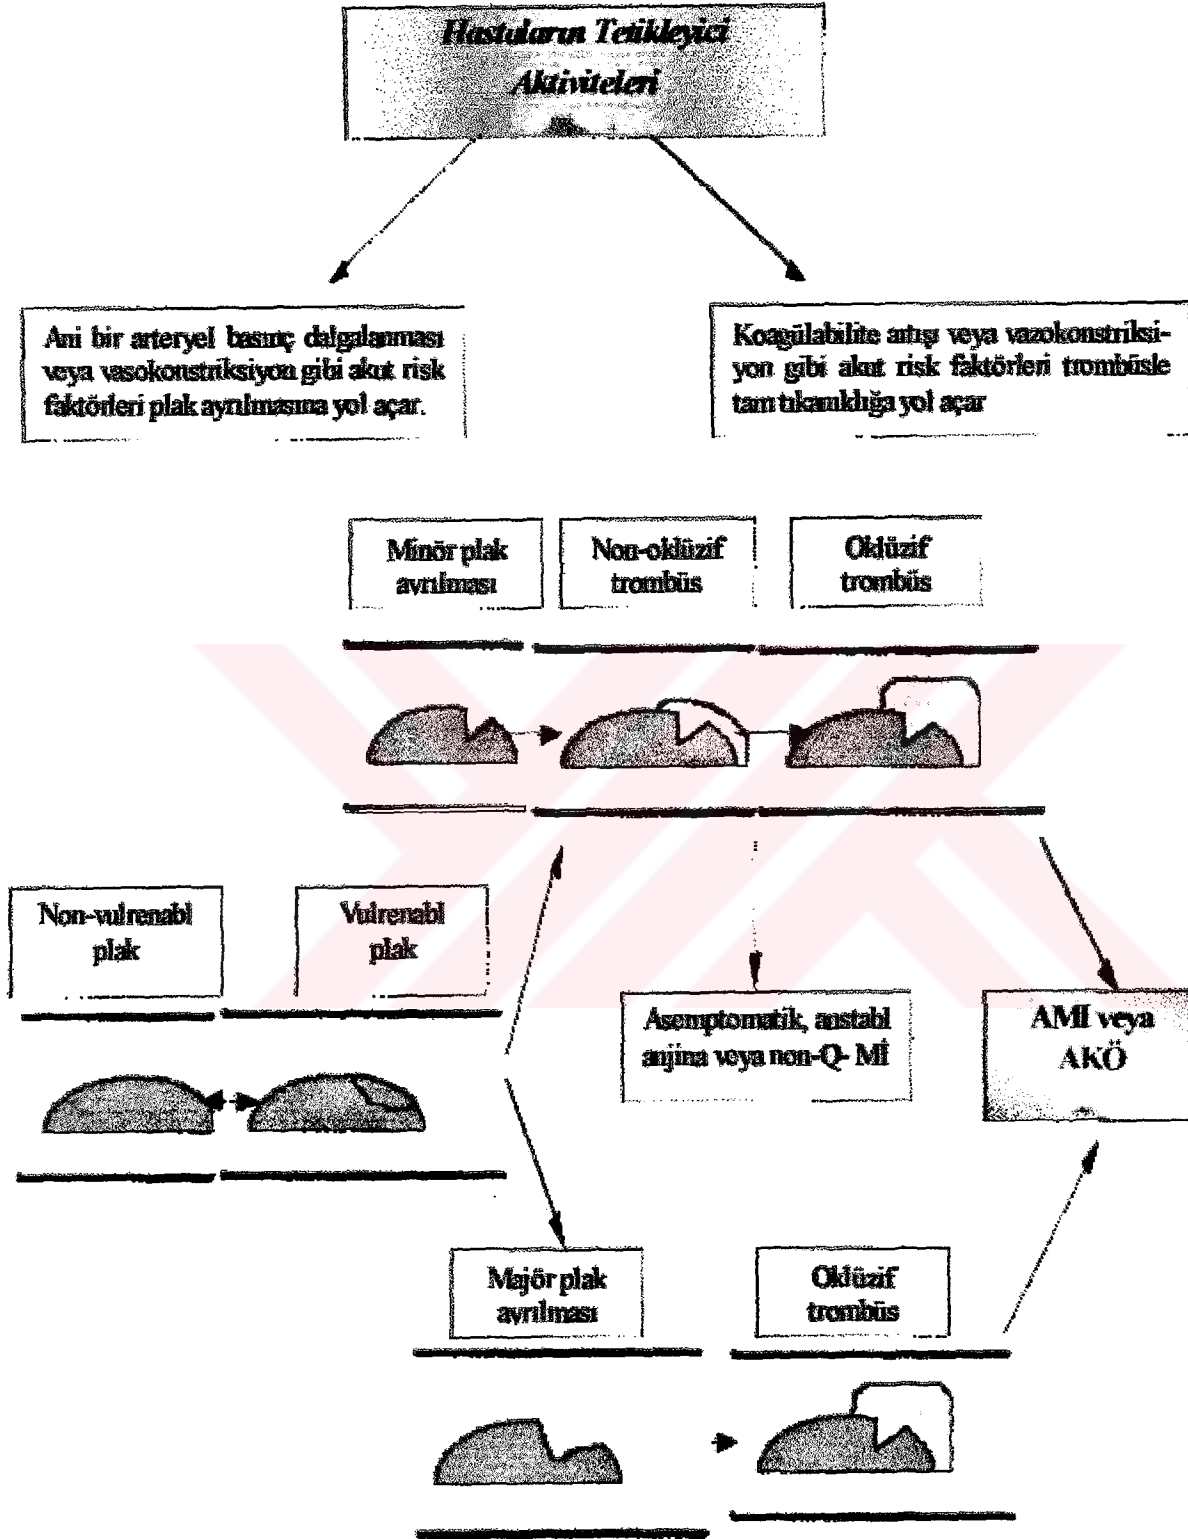 Hastaların Tetikleyici
Aktiviteleri
Ani bir arteryel basınç dalgalanması
veya vasokonstriksiyon gibi akut risk
faktörleri plak ayrılmasına yol açar.
Koagülabilite artışı veya vazokonstriksi-
yon gibi akut risk faktörleri trombüsle
tam tıkanıklığa yol açar
Minör plak
ayrılması
Non-oklüzif
trombüs
Oklüzif
trombüs
Non-vulrenabl
plak
Vulrenabl
plak
Asemptomatik, anstabl
anjina veya non-Q- Mİ
AMI veya
AKÖ
Majör plak
ayrılması
Oklüzif
trombüs